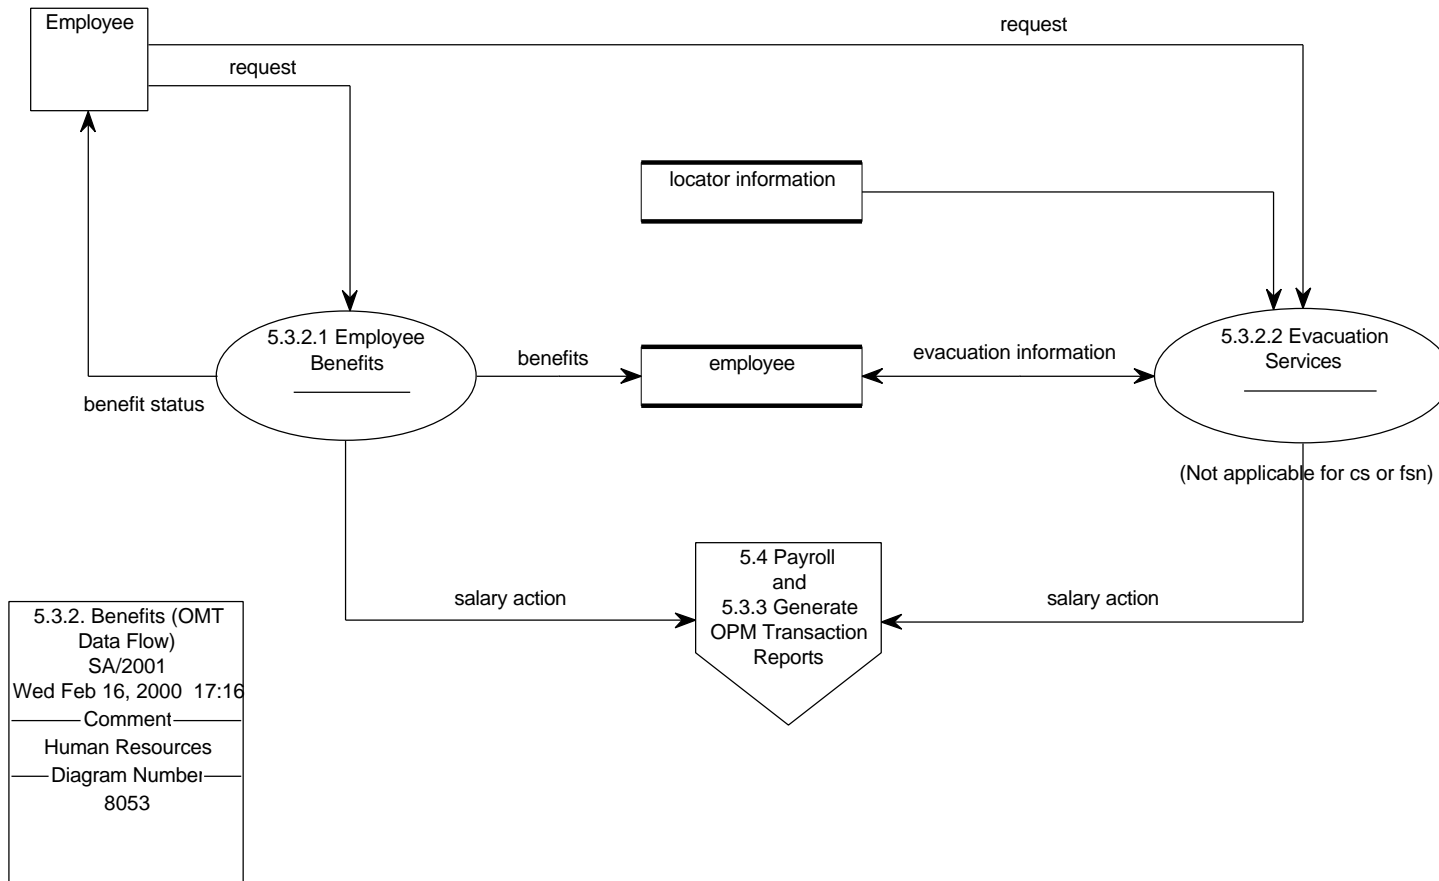 Employee
request
request
locator information
5.3.2.1 Employee
Benefits
benefits
employee
evacuation information
5.3.2.2 Evacuation
Services
benefit status
(Not applicable for cs or fsn)
5.4 Payroll
and
5.3.3 Generate
OPM Transaction
Reports
salary action
salary action
5.3.2. Benefits (OMT
Data Flow)
SA/2001
Wed Feb 16, 2000 17:16
Comment
Human Resources
Diagram Number
8053